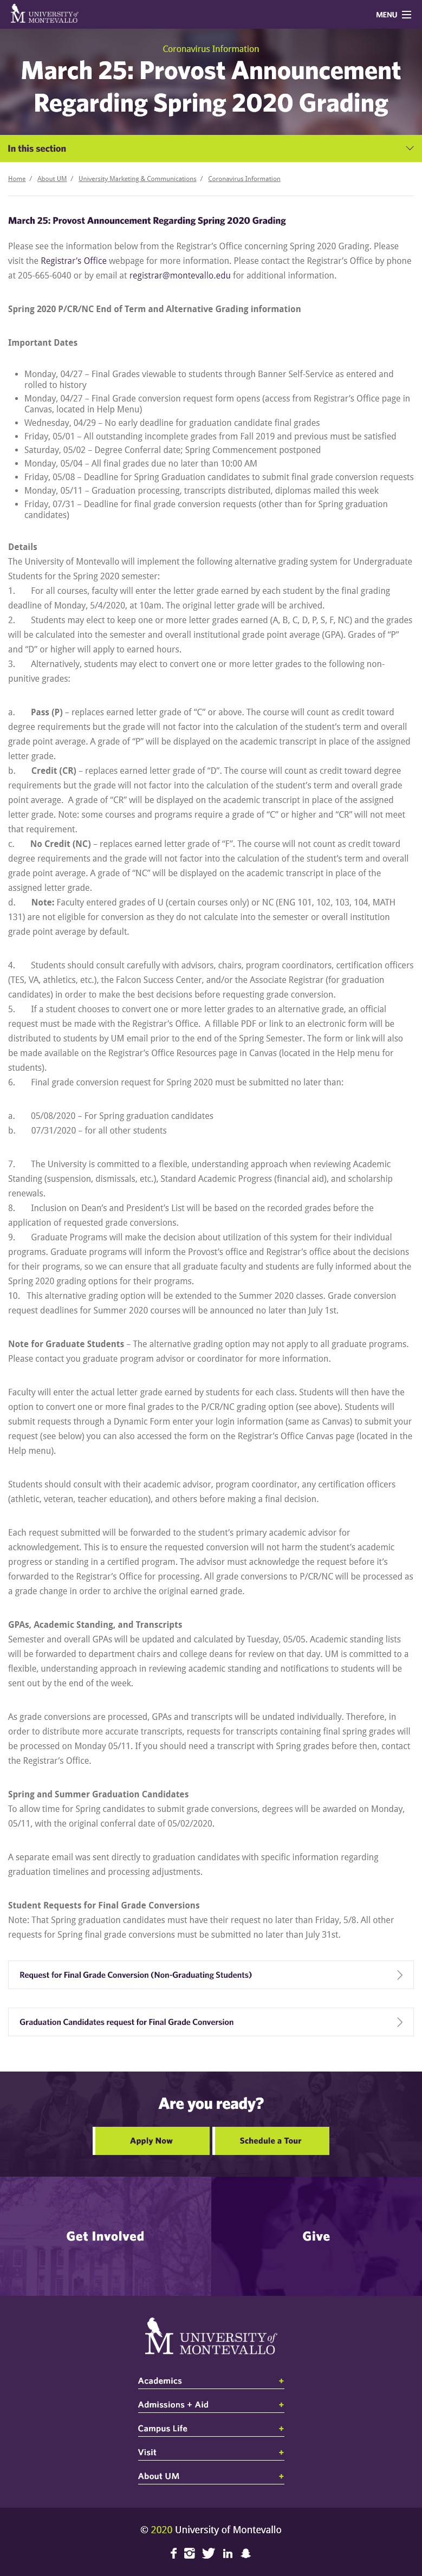 UNIVERSITY of
MONTEVALLO
MENU
Coronavirus Information
March 25: Provost Announcement
Regarding Spring 2020 Grading
In this section
Home / About UM / University Marketing & Communications / Coronavirus Information
March 25: Provost Announcement Regarding Spring 2020 Grading
Please see the information below from the Registrar's Office concerning Spring 2020 Grading. Please
visit the Registrar's Office webpage for more information. Please contact the Registrar's Office by phone
at 205-665-6040 or by email at registrar@montevallo.edu for additional information.
Spring 2020 P/CR/NC End of Term and Alternative Grading information
Important Dates
• Monday, 04/27 – Final Grades viewable to students through Banner Self-Service as entered and
rolled to history
• Monday, 04/27 – Final Grade conversion request form opens (access from Registrar's Office page in
Canvas, located in Help Menu)
• Wednesday, 04/29 – No early deadline for graduation candidate final grades
• Friday, 05/01 – All outstanding incomplete grades from Fall 2019 and previous must be satisfied
• Saturday, 05/02 – Degree Conferral date; Spring Commencement postponed
• Monday, 05/04 – All final grades due no later than 10:00 AM
• Friday, 05/08 – Deadline for Spring Graduation candidates to submit final grade conversion requests
• Monday, 05/11 – Graduation processing, transcripts distributed, diplomas mailed this week
• Friday, 07/31 – Deadline for final grade conversion requests (other than for Spring graduation
candidates)
Details
The University of Montevallo will implement the following alternative grading system for Undergraduate
Students for the Spring 2020 semester:
1. For all courses, faculty will enter the letter grade earned by each student by the final grading
deadline of Monday, 5/4/2020, at 10am. The original letter grade will be archived.
2. Students may elect to keep one or more letter grades earned (A, B, C, D, P, S, F, NC) and the grades
will be calculated into the semester and overall institutional grade point average (GPA). Grades of “P”
and “D” or higher will apply to earned hours.
3. Alternatively, students may elect to convert one or more letter grades to the following non-
punitive grades:
a. Pass (P) – replaces earned letter grade of “C” or above. The course will count as credit toward
degree requirements but the grade will not factor into the calculation of the student's term and overall
grade point average. A grade of “P” will be displayed on the academic transcript in place of the assigned
letter grade.
b. Credit (CR) – replaces earned letter grade of “D”. The course will count as credit toward degree
requirements but the grade will not factor into the calculation of the student's term and overall grade
point average. A grade of “CR” will be displayed on the academic transcript in place of the assigned
letter grade. Note: some courses and programs require a grade of “C” or higher and “CR” will not meet
that requirement.
c. No Credit (NC) – replaces earned letter grade of “F”. The course will not count as credit toward
degree requirements and the grade will not factor into the calculation of the student's term and overall
grade point average. A grade of “NC” will be displayed on the academic transcript in place of the
assigned letter grade.
d. Note: Faculty entered grades of U (certain courses only) or NC (ENG 101, 102, 103, 104, MATH
131) are not eligible for conversion as they do not calculate into the semester or overall institution
grade point average by default.
4. Students should consult carefully with advisors, chairs, program coordinators, certification officers
(TES, VA, athletics, etc.), the Falcon Success Center, and/or the Associate Registrar (for graduation
candidates) in order to make the best decisions before requesting grade conversion.
5. If a student chooses to convert one or more letter grades to an alternative grade, an official
request must be made with the Registrar's Office. A fillable PDF or link to an electronic form will be
distributed to students by UM email prior to the end of the Spring Semester. The form or link will also
be made available on the Registrar's Office Resources page in Canvas (located in the Help menu for
students).
6. Final grade conversion request for Spring 2020 must be submitted no later than:
a. 05/08/2020 – For Spring graduation candidates
b. 07/31/2020 – for all other students
7. The University is committed to a flexible, understanding approach when reviewing Academic
Standing (suspension, dismissals, etc.), Standard Academic Progress (financial aid), and scholarship
renewals.
8. Inclusion on Dean's and President's List will be based on the recorded grades before the
application of requested grade conversions.
9. Graduate Programs will make the decision about utilization of this system for their individual
programs. Graduate programs will inform the Provost's office and Registrar's office about the decisions
for their programs, so we can ensure that all graduate faculty and students are fully informed about the
Spring 2020 grading options for their programs.
10. This alternative grading option will be extended to the Summer 2020 classes. Grade conversion
request deadlines for Summer 2020 courses will be announced no later than July 1st.
Note for Graduate Students – The alternative grading option may not apply to all graduate programs.
Please contact you graduate program advisor or coordinator for more information.
Faculty will enter the actual letter grade earned by students for each class. Students will then have the
option to convert one or more final grades to the P/CR/NC grading option (see above). Students will
submit requests through a Dynamic Form enter your login information (same as Canvas) to submit your
request (see below) you can also accessed the form on the Registrar's Office Canvas page (located in the
Help menu).
Students should consult with their academic advisor, program coordinator, any certification officers
(athletic, veteran, teacher education), and others before making a final decision.
Each request submitted will be forwarded to the student's primary academic advisor for
acknowledgement. This is to ensure the requested conversion will not harm the student's academic
progress or standing in a certified program. The advisor must acknowledge the request before it's
forwarded to the Registrar's Office for processing. All grade conversions to P/CR/NC will be processed as
a grade change in order to archive the original earned grade.
GPAs, Academic Standing, and Transcripts
Semester and overall GPAs will be updated and calculated by Tuesday, 05/05. Academic standing lists
will be forwarded to department chairs and college deans for review on that day. UM is committed to a
flexible, understanding approach in reviewing academic standing and notifications to students will be
sent out by the end of the week.
As grade conversions are processed, GPAs and transcripts will be undated individually. Therefore, in
order to distribute more accurate transcripts, requests for transcripts containing final spring grades will
be processed on Monday 05/11. If you should need a transcript with Spring grades before then, contact
the Registrar's Office.
Spring and Summer Graduation Candidates
To allow time for Spring candidates to submit grade conversions, degrees will be awarded on Monday,
05/11, with the original conferral date of 05/02/2020.
A separate email was sent directly to graduation candidates with specific information regarding
graduation timelines and processing adjustments.
Student Requests for Final Grade Conversions
Note: That Spring graduation candidates must have their request no later than Friday, 5/8. All other
requests for Spring final grade conversions must be submitted no later than July 31st.
Request for Final Grade Conversion (Non-Graduating Students)
Graduation Candidates request for Final Grade Conversion
Are you ready?
Apply Now
Schedule a Tour
Get Involved
Give
UNIVERSITY of
MONTEVALLO
Academics +
Admissions + Aid +
Campus Life +
Visit +
About UM +
© 2020 University of Montevallo